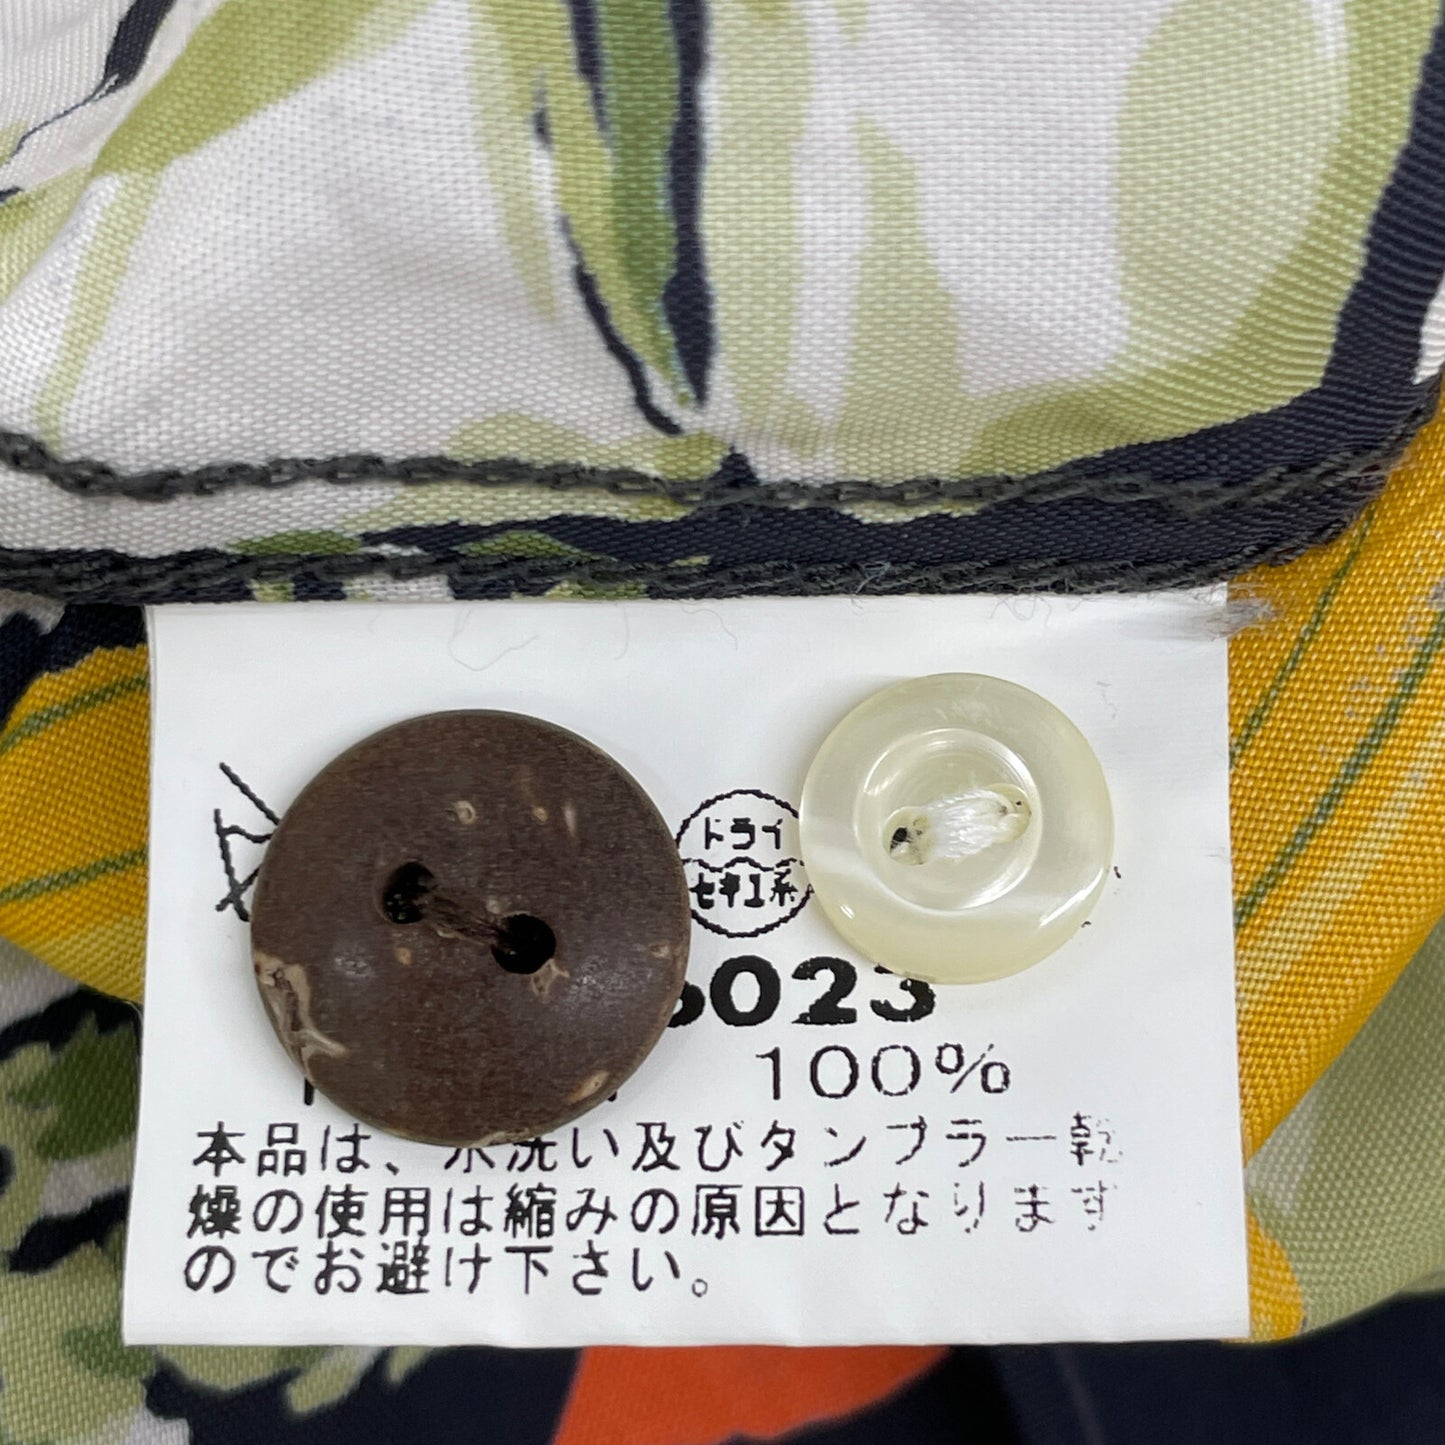 ドライ
セキユ系
6023
100%
本品は、水洗い及びタンブラー乾
燥の使用は縮みの原因となります
のでお避け下さい。